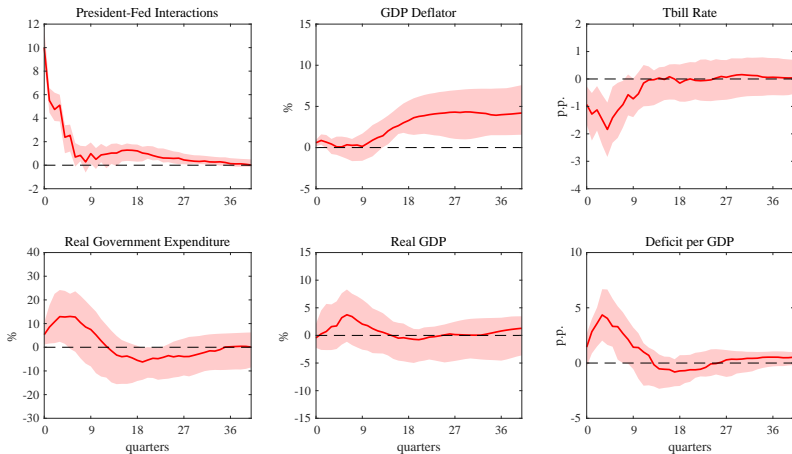 President-Fed Interactions
12
10
8
6
4
2
0
-2
0 9 18 27 36
GDP Deflator
%
15
10
5
0
-5
0 9 18 27 36
Tbill Rate
p.p.
2
1
0
-1
-2
-3
-4
0 9 18 27 36
Real Government Expenditure
%
40
30
20
10
0
-10
-20
-30
0 9 18 27 36
quarters
Real GDP
%
15
10
5
0
-5
-10
-15
0 9 18 27 36
quarters
Deficit per GDP
p.p.
10
5
0
-5
0 9 18 27 36
quarters